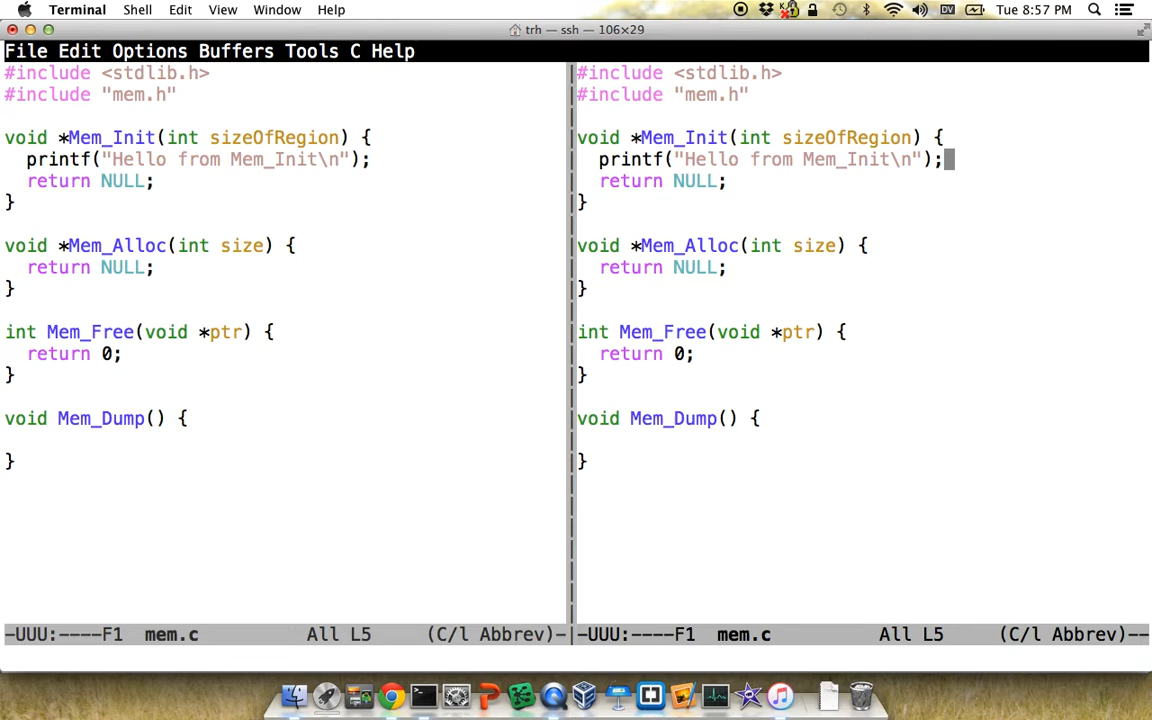 Terminal Shell Edit View Window Help Tue 8:57 PM
trh — ssh — 106×29
File Edit Options Buffers Tools C Help
#include <stdlib.h>
#include "mem.h"
void *Mem_Init(int sizeOfRegion) {
  printf("Hello from Mem_Init\n");
  return NULL;
}
void *Mem_Alloc(int size) {
  return NULL;
}
int Mem_Free(void *ptr) {
  return 0;
}
void Mem_Dump() {
}
-UUU:----F1 mem.c All L5 (C/l Abbrev)-
#include <stdlib.h>
#include "mem.h"
void *Mem_Init(int sizeOfRegion) {
  printf("Hello from Mem_Init\n");
  return NULL;
}
void *Mem_Alloc(int size) {
  return NULL;
}
int Mem_Free(void *ptr) {
  return 0;
}
void Mem_Dump() {
}
-UUU:----F1 mem.c All L5 (C/l Abbrev)--